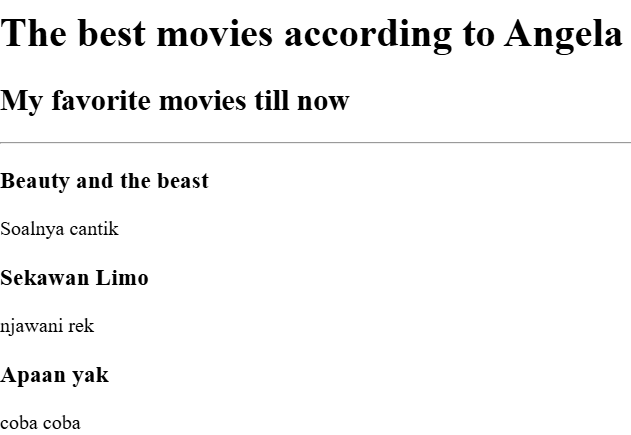 The best movies according to Angela
My favorite movies till now
Beauty and the beast
Soalnya cantik
Sekawan Limo
njawani rek
Apaan yak
coba coba